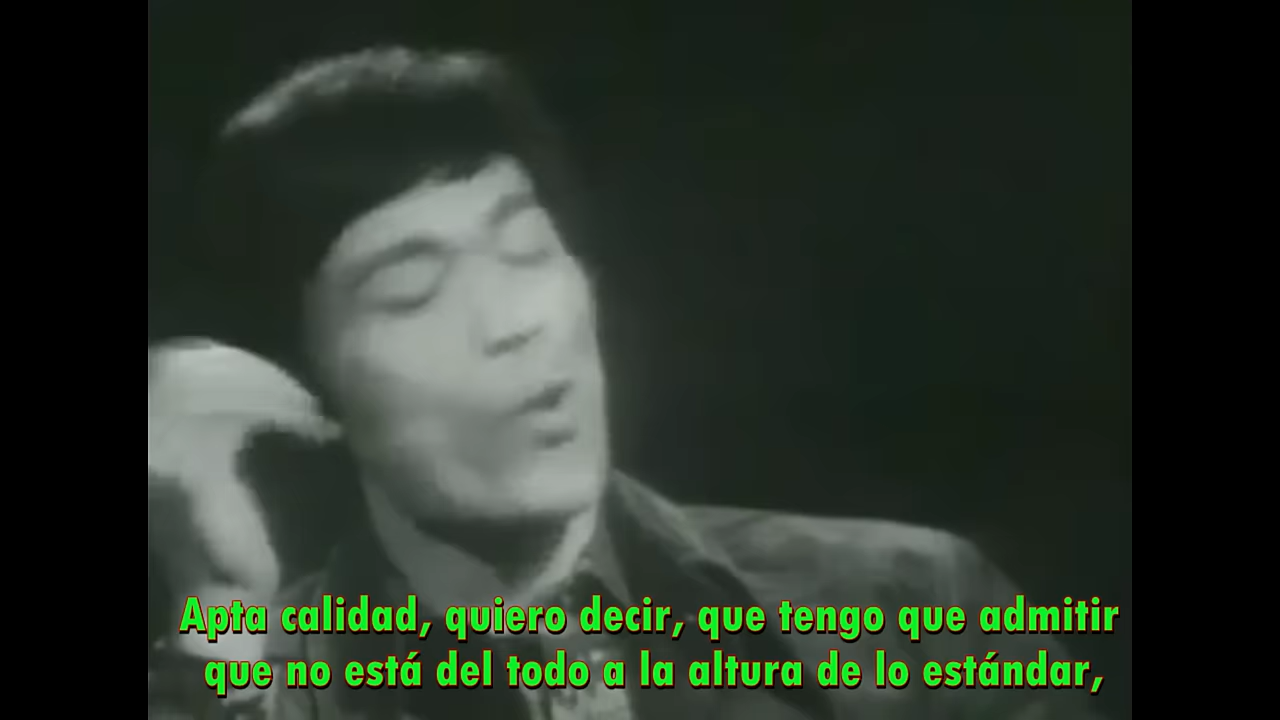 Apta calidad, quiero decir, que tengo que admitir
que no está del todo a la altura de lo estándar,